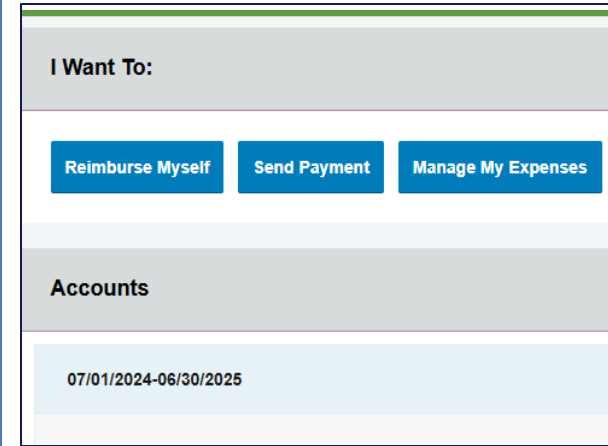 I Want To:
Reimburse Myself Send Payment Manage My Expenses
Accounts
07/01/2024-06/30/2025